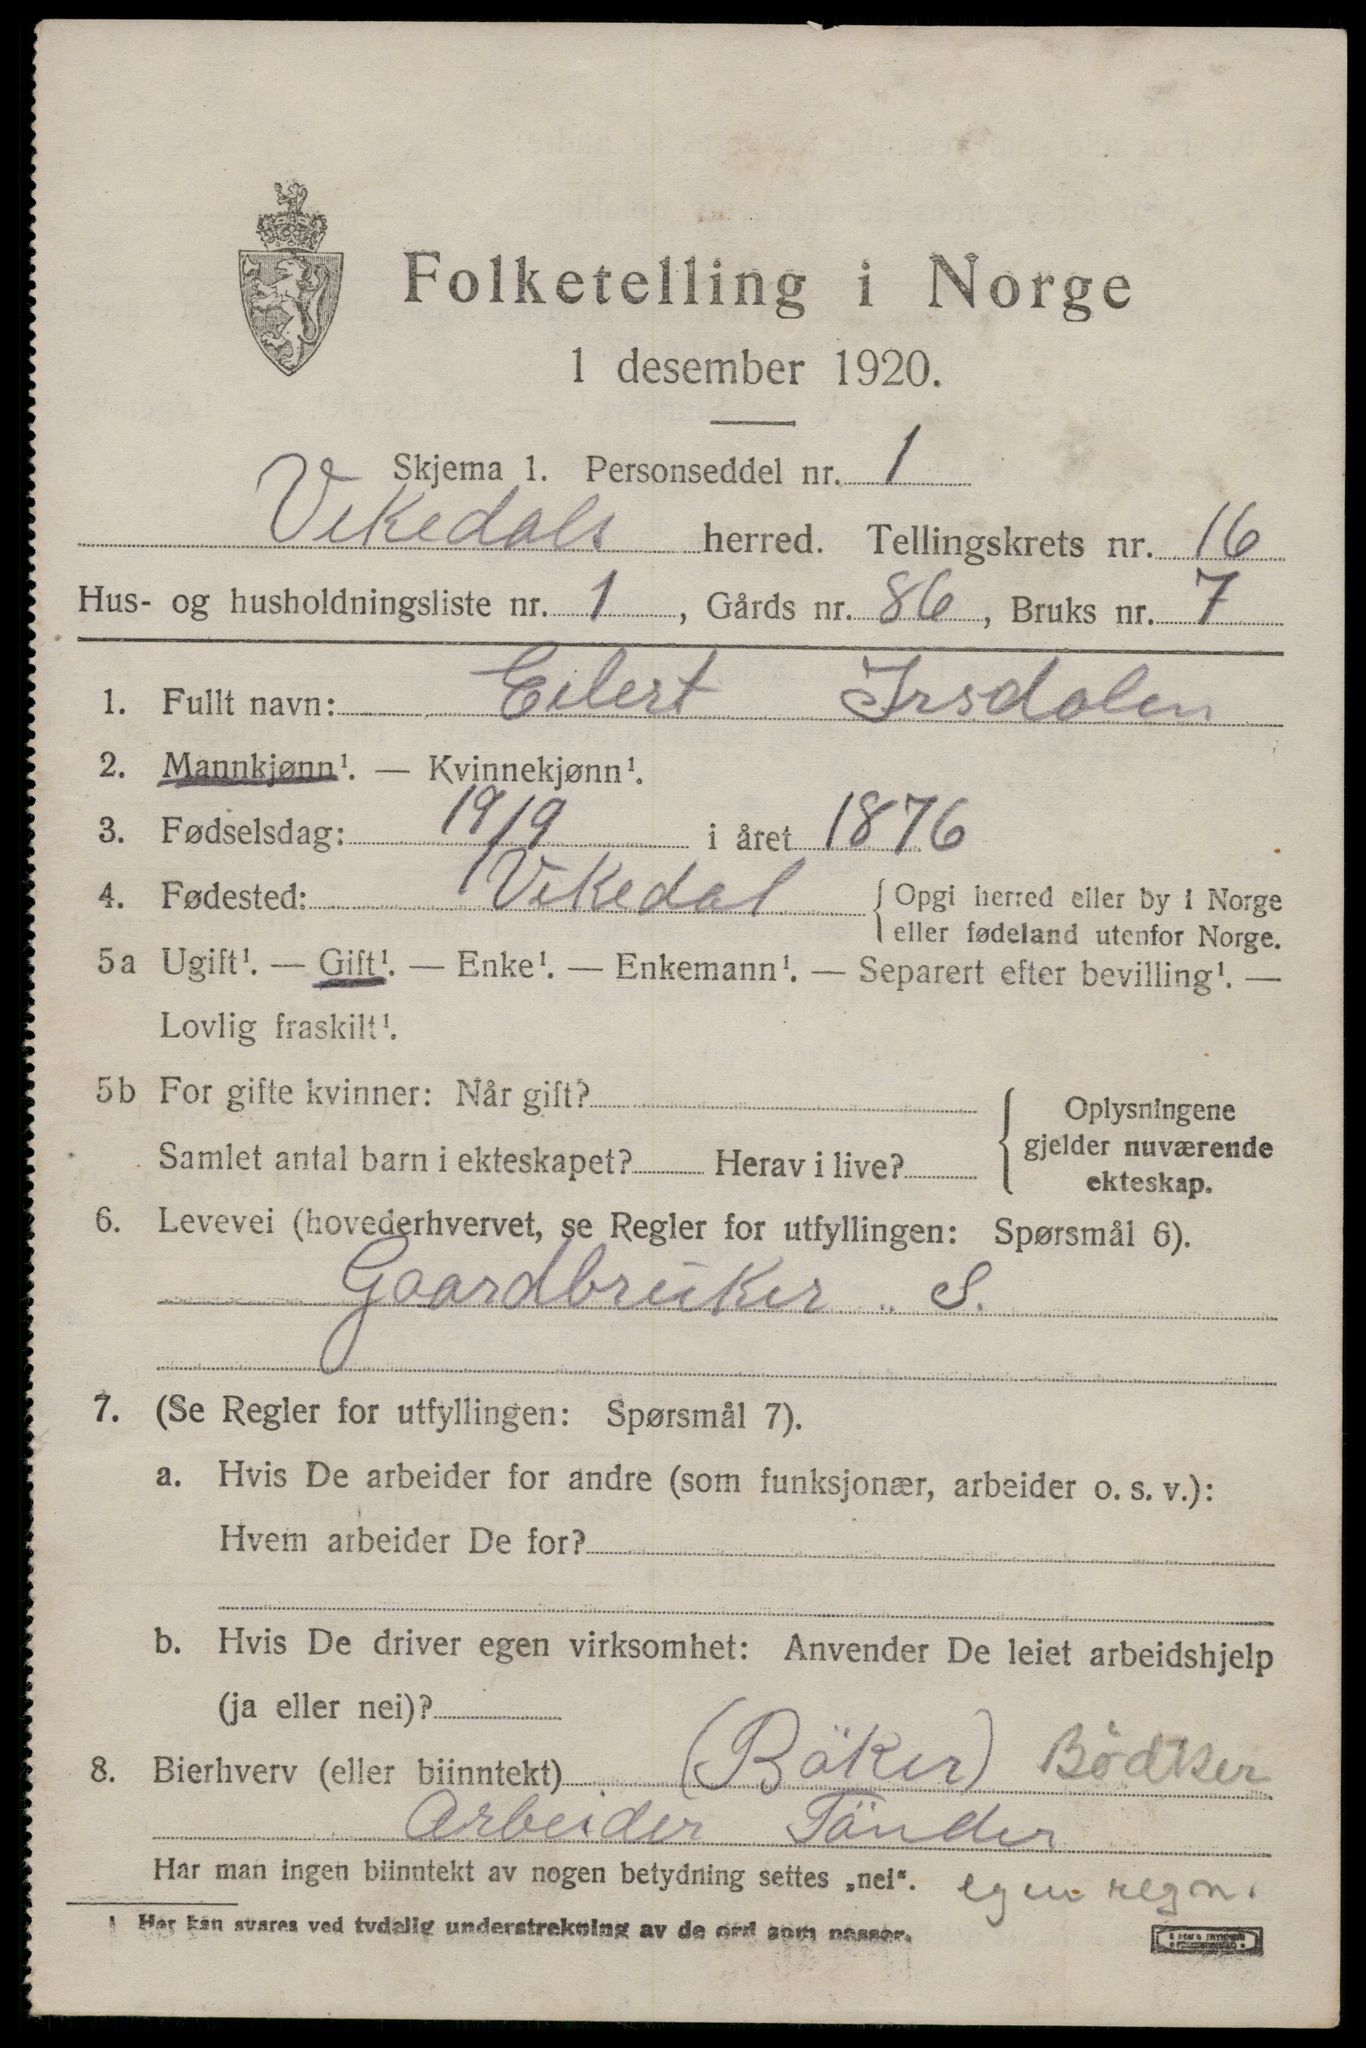 Folketelling i Norge
1 desember 1920.
Skjema 1. Personseddel nr. 1
Vikedals herred. Tellingskrets nr. 16
Hus- og husholdningsliste nr. 1, Gårds nr. 86, Bruks nr. 7
1. Fullt navn: Eilert Irsdalen
2. Mannkjønn¹. — Kvinnekjønn¹.
3. Fødselsdag: 19/9 i året 1876
4. Fødested: Vikedal { Opgi herred eller by i Norge
eller fødeland utenfor Norge.
5a Ugift¹. — Gift¹. — Enke¹. — Enkemann¹. — Separert efter bevilling¹. —
Lovlig fraskilt¹.
5b For gifte kvinner: Når gift?
Samlet antal barn i ekteskapet? Herav i live?
{ Oplysningene
gjelder nuværende
ekteskap.
6. Levevei (hovederhvervet, se Regler for utfyllingen: Spørsmål 6).
Gaardbruker S.
7. (Se Regler for utfyllingen: Spørsmål 7).
a. Hvis De arbeider for andre (som funksjonær, arbeider o. s. v.):
Hvem arbeider De for?
b. Hvis De driver egen virksomhet: Anvender De leiet arbeidshjelp
(ja eller nei)?
8. Bierhverv (eller biinntekt) (Böker) Bødker
Arbeider Tönder
Har man ingen biinntekt av nogen betydning settes „nei“. egen regn.
¹ Her kan svares ved tydelig understrekning av de ord som passer.